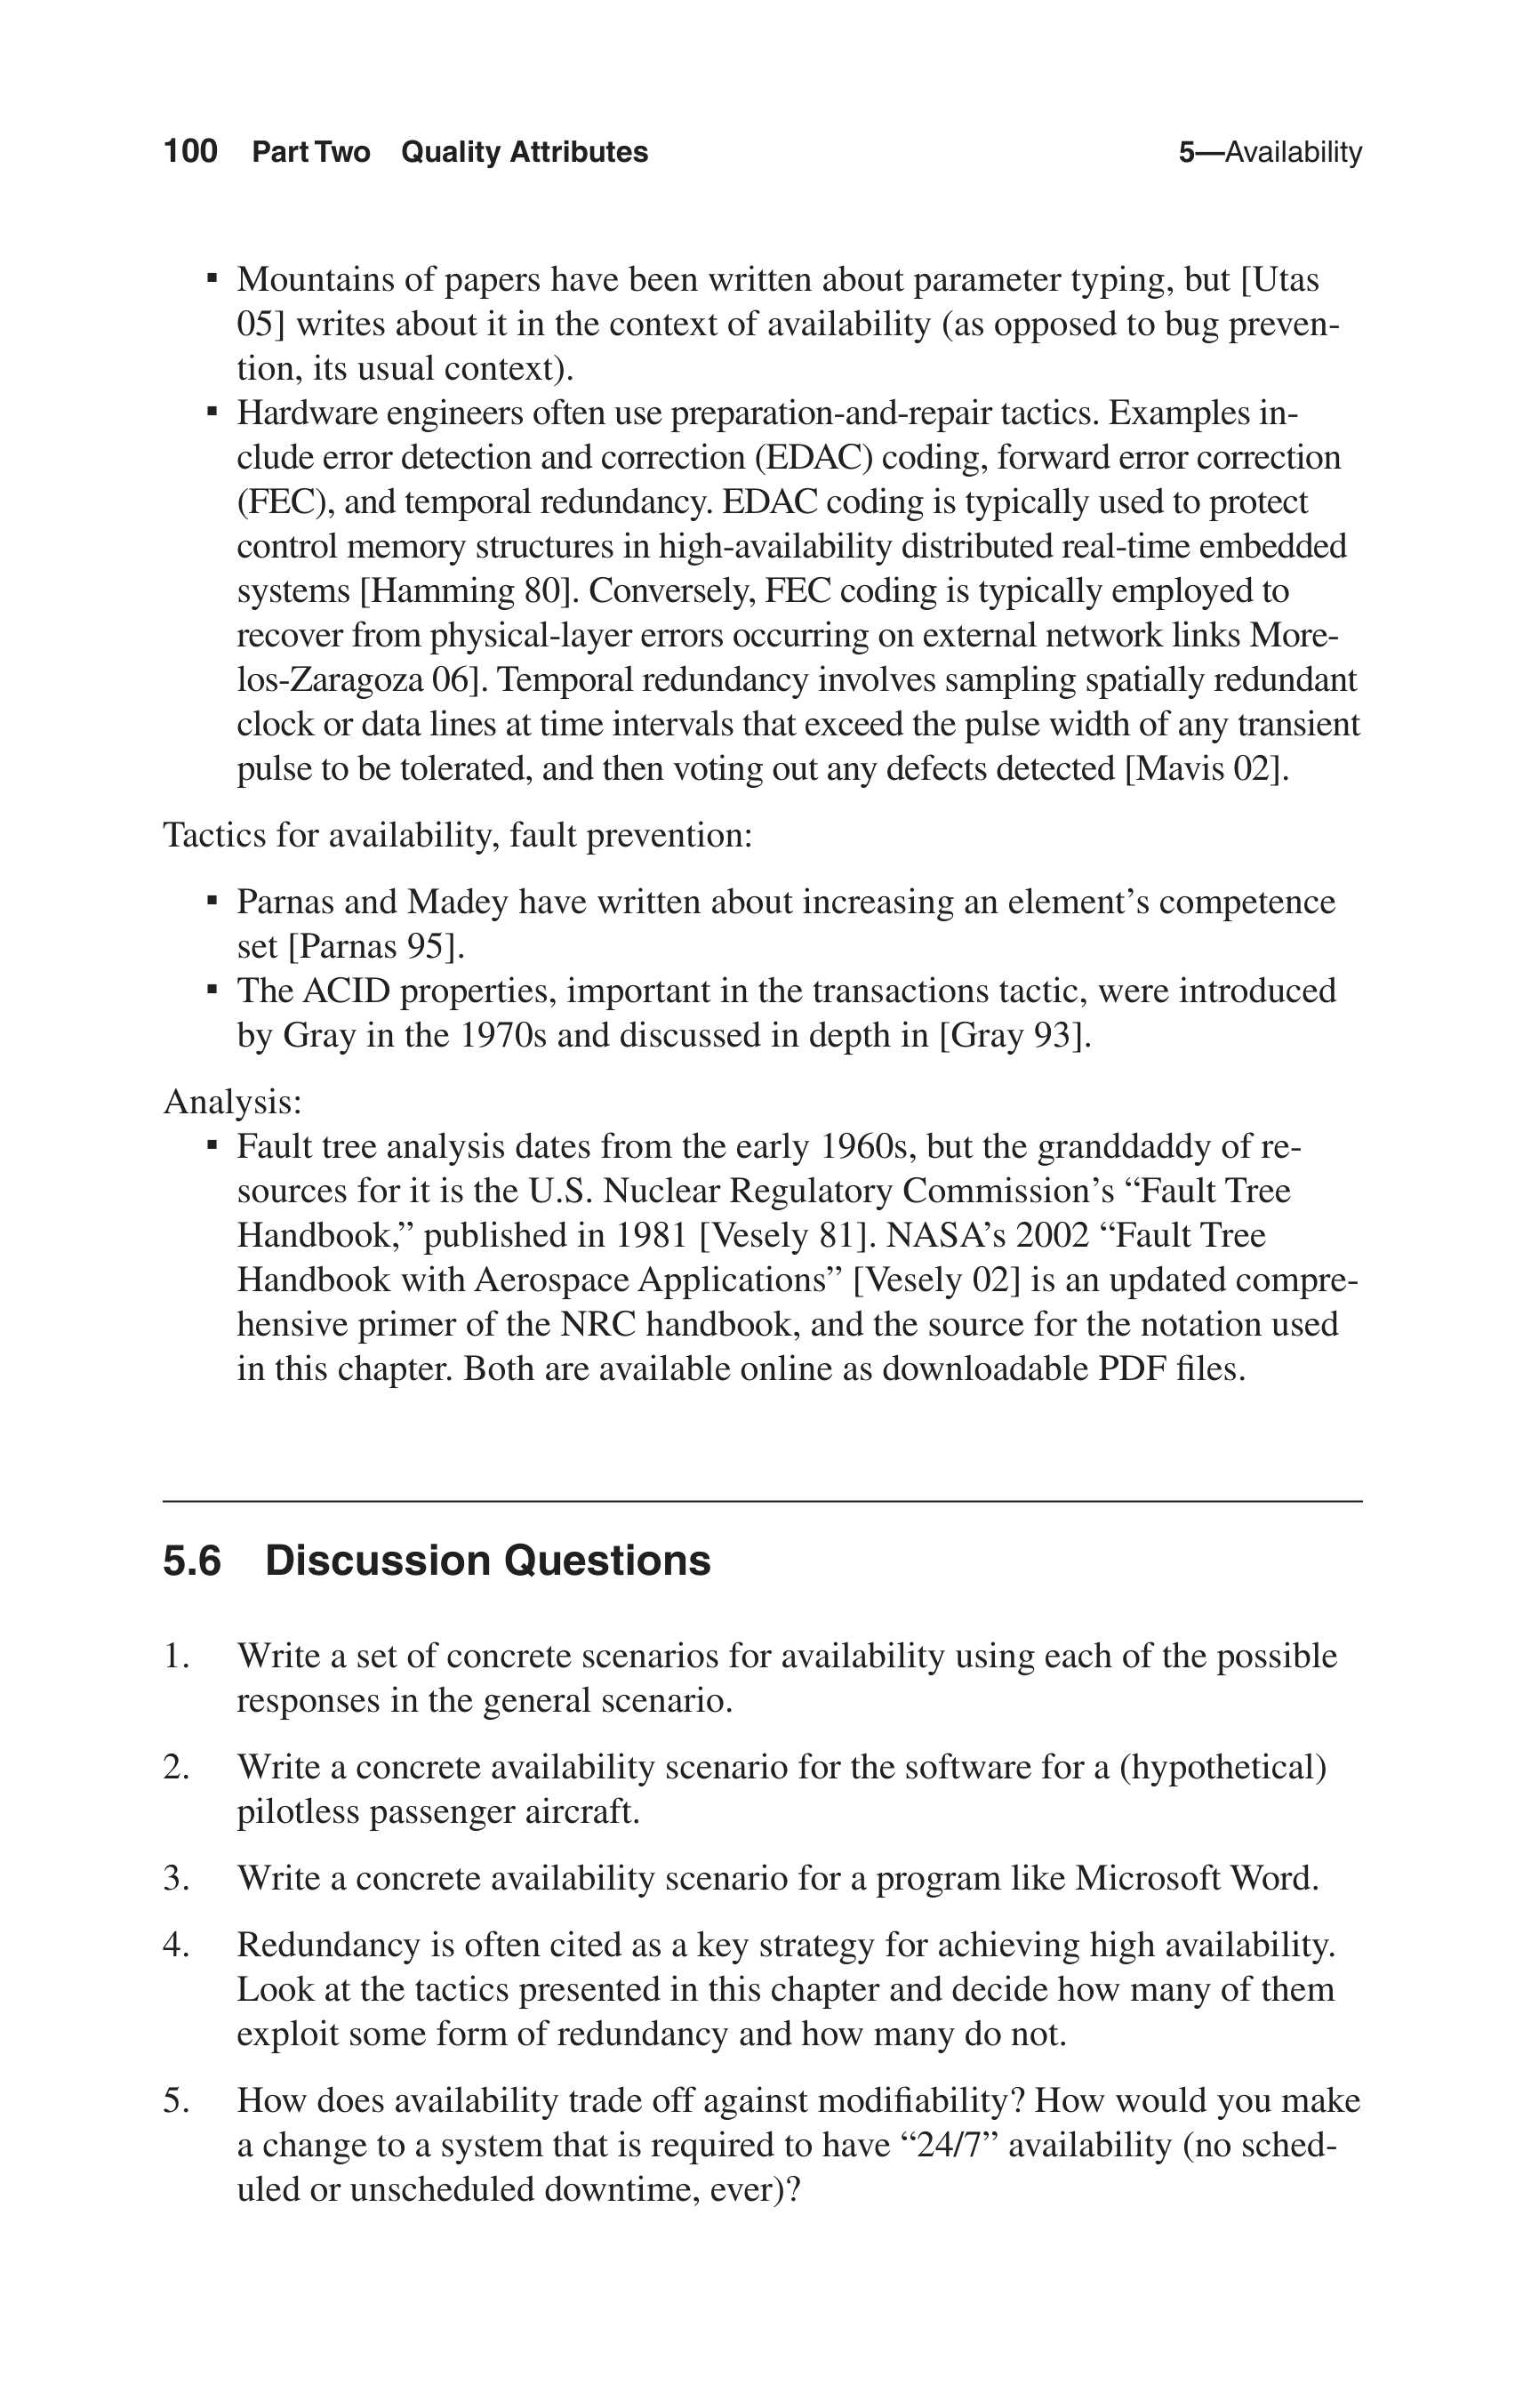 100 Part Two Quality Attributes 5—Availability
▪ Mountains of papers have been written about parameter typing, but [Utas
05] writes about it in the context of availability (as opposed to bug preven-
tion, its usual context).
▪ Hardware engineers often use preparation-and-repair tactics. Examples in-
clude error detection and correction (EDAC) coding, forward error correction
(FEC), and temporal redundancy. EDAC coding is typically used to protect
control memory structures in high-availability distributed real-time embedded
systems [Hamming 80]. Conversely, FEC coding is typically employed to
recover from physical-layer errors occurring on external network links More-
los-Zaragoza 06]. Temporal redundancy involves sampling spatially redundant
clock or data lines at time intervals that exceed the pulse width of any transient
pulse to be tolerated, and then voting out any defects detected [Mavis 02].
Tactics for availability, fault prevention:
▪ Parnas and Madey have written about increasing an element’s competence
set [Parnas 95].
▪ The ACID properties, important in the transactions tactic, were introduced
by Gray in the 1970s and discussed in depth in [Gray 93].
Analysis:
▪ Fault tree analysis dates from the early 1960s, but the granddaddy of re-
sources for it is the U.S. Nuclear Regulatory Commission’s “Fault Tree
Handbook,” published in 1981 [Vesely 81]. NASA’s 2002 “Fault Tree
Handbook with Aerospace Applications” [Vesely 02] is an updated compre-
hensive primer of the NRC handbook, and the source for the notation used
in this chapter. Both are available online as downloadable PDF files.
5.6 Discussion Questions
1. Write a set of concrete scenarios for availability using each of the possible
responses in the general scenario.
2. Write a concrete availability scenario for the software for a (hypothetical)
pilotless passenger aircraft.
3. Write a concrete availability scenario for a program like Microsoft Word.
4. Redundancy is often cited as a key strategy for achieving high availability.
Look at the tactics presented in this chapter and decide how many of them
exploit some form of redundancy and how many do not.
5. How does availability trade off against modifiability? How would you make
a change to a system that is required to have “24/7” availability (no sched-
uled or unscheduled downtime, ever)?